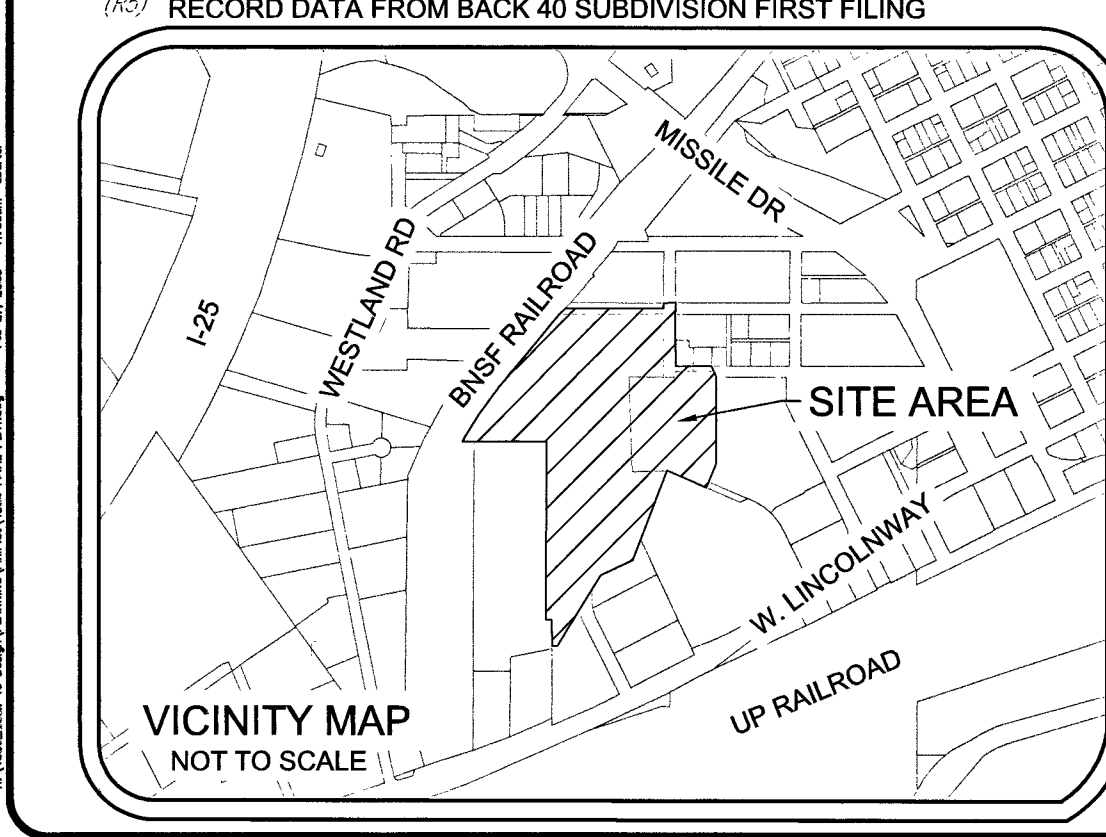 (R5) RECORD DATA FROM BACK 40 SUBDIVISION FIRST FILING
MISSILE DR
WESTLAND RD
I-25
BNSF RAILROAD
SITE AREA
W. LINCOLNWAY
UP RAILROAD
VICINITY MAP
NOT TO SCALE